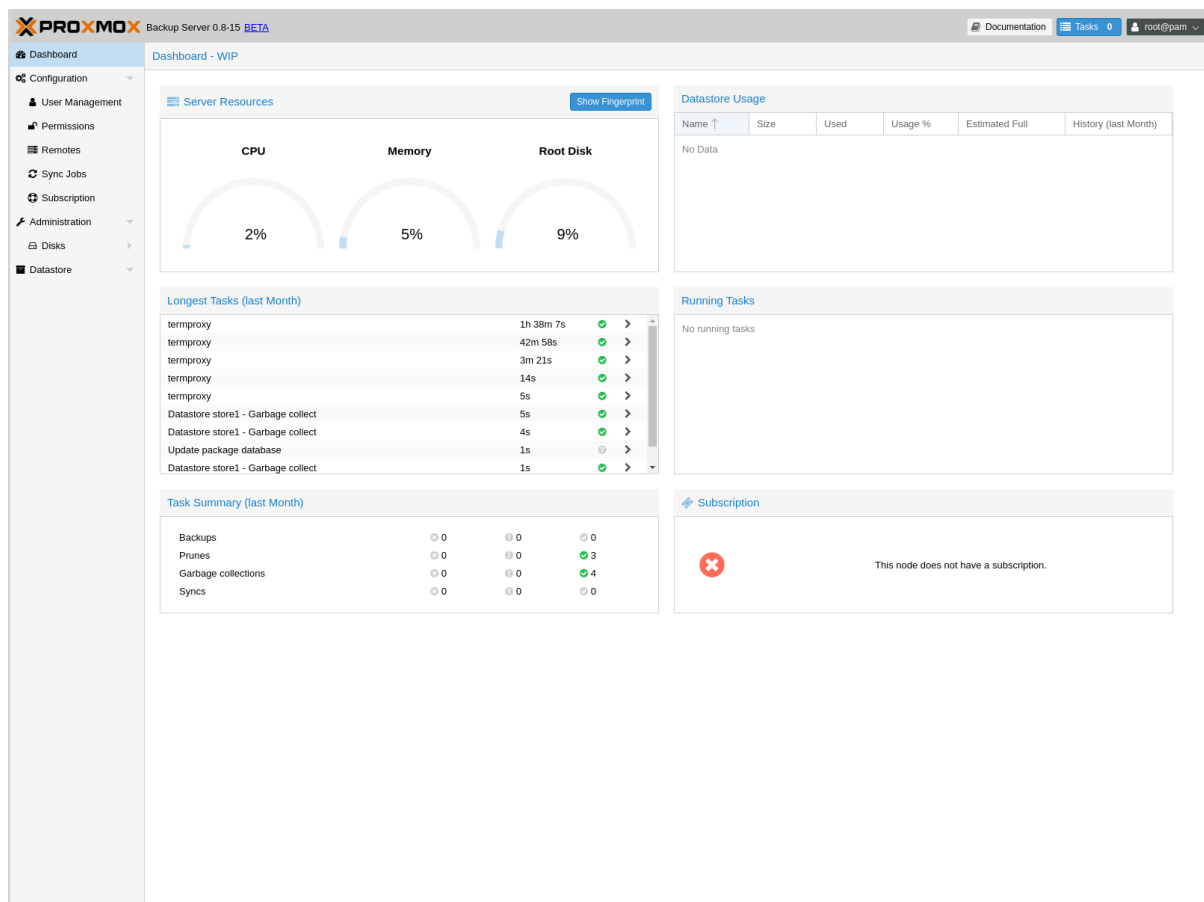 PROXMOX Backup Server 0.8-15 BETA
Documentation Tasks 0 root@pam
Dashboard
Configuration
User Management
Permissions
Remotes
Sync Jobs
Subscription
Administration
Disks
Datastore
Dashboard - WIP
Server Resources Show Fingerprint
CPU Memory Root Disk
2% 5% 9%
Datastore Usage
Name Size Used Usage % Estimated Full History (last Month)
No Data
Longest Tasks (last Month)
termproxy 1h 38m 7s
termproxy 42m 58s
termproxy 3m 21s
termproxy 14s
termproxy 5s
Datastore store1 - Garbage collect 5s
Datastore store1 - Garbage collect 4s
Update package database 1s
Datastore store1 - Garbage collect 1s
Running Tasks
No running tasks
Task Summary (last Month)
Backups 0 0 0
Prunes 0 0 3
Garbage collections 0 0 4
Syncs 0 0 0
Subscription
This node does not have a subscription.